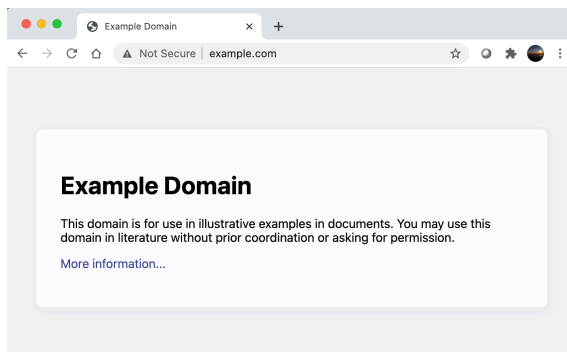 Example Domain
Not Secure | example.com
Example Domain
This domain is for use in illustrative examples in documents. You may use this
domain in literature without prior coordination or asking for permission.
More information...